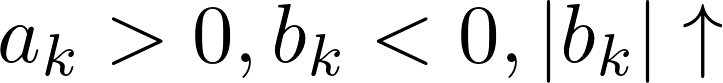 a_k > 0, b_k < 0, |b_k| ↑